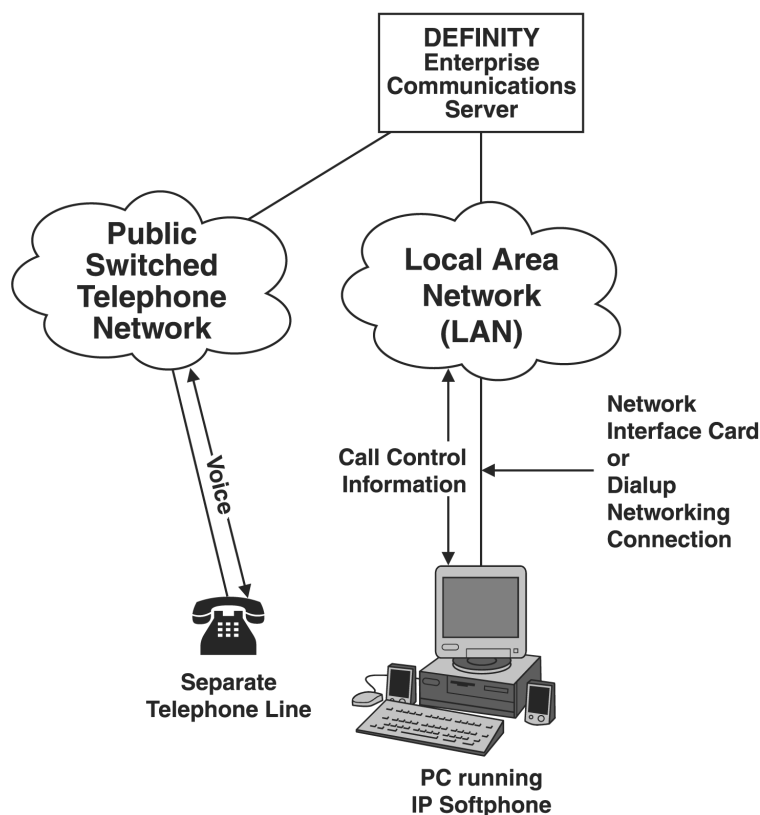 DEFINITY
Enterprise
Communications
Server
Public
Switched
Telephone
Network
Local Area
Network
(LAN)
Voice
Call Control
Information
Network
Interface Card
or
Dialup
Networking
Connection
Separate
Telephone Line
PC running
IP Softphone